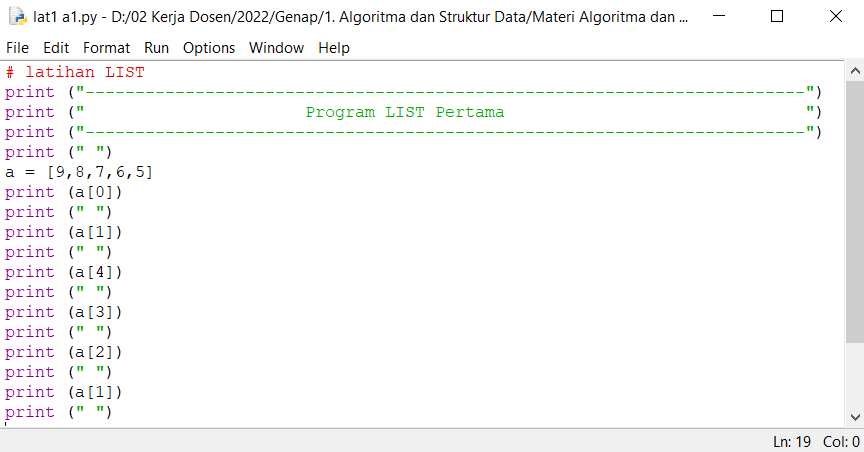 lat1 a1.py - D:/02 Kerja Dosen/2022/Genap/1. Algoritma dan Struktur Data/Materi Algoritma dan ...
File Edit Format Run Options Window Help
# latihan LIST
print ("------------------------------------------------------------------------")
print ("                      Program LIST Pertama                              ")
print ("------------------------------------------------------------------------")
print (" ")
a = [9,8,7,6,5]
print (a[0])
print (" ")
print (a[1])
print (" ")
print (a[4])
print (" ")
print (a[3])
print (" ")
print (a[2])
print (" ")
print (a[1])
print (" ")
Ln: 19 Col: 0